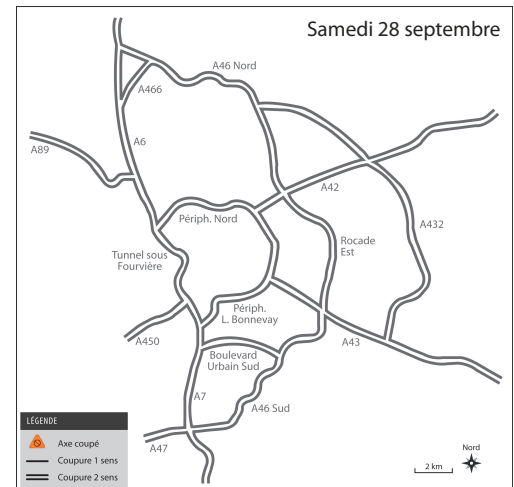 Samedi 28 septembre
A46 Nord
A466
A6
A89
A42
Périph. Nord
A432
Rocade
Est
Tunnel sous
Fourvière
Périph.
L. Bonnevay
A450
Boulevard
Urbain Sud
A43
A7
A46 Sud
A47
LÉGENDE
Axe coupé
Coupure 1 sens
Coupure 2 sens
2 km
Nord